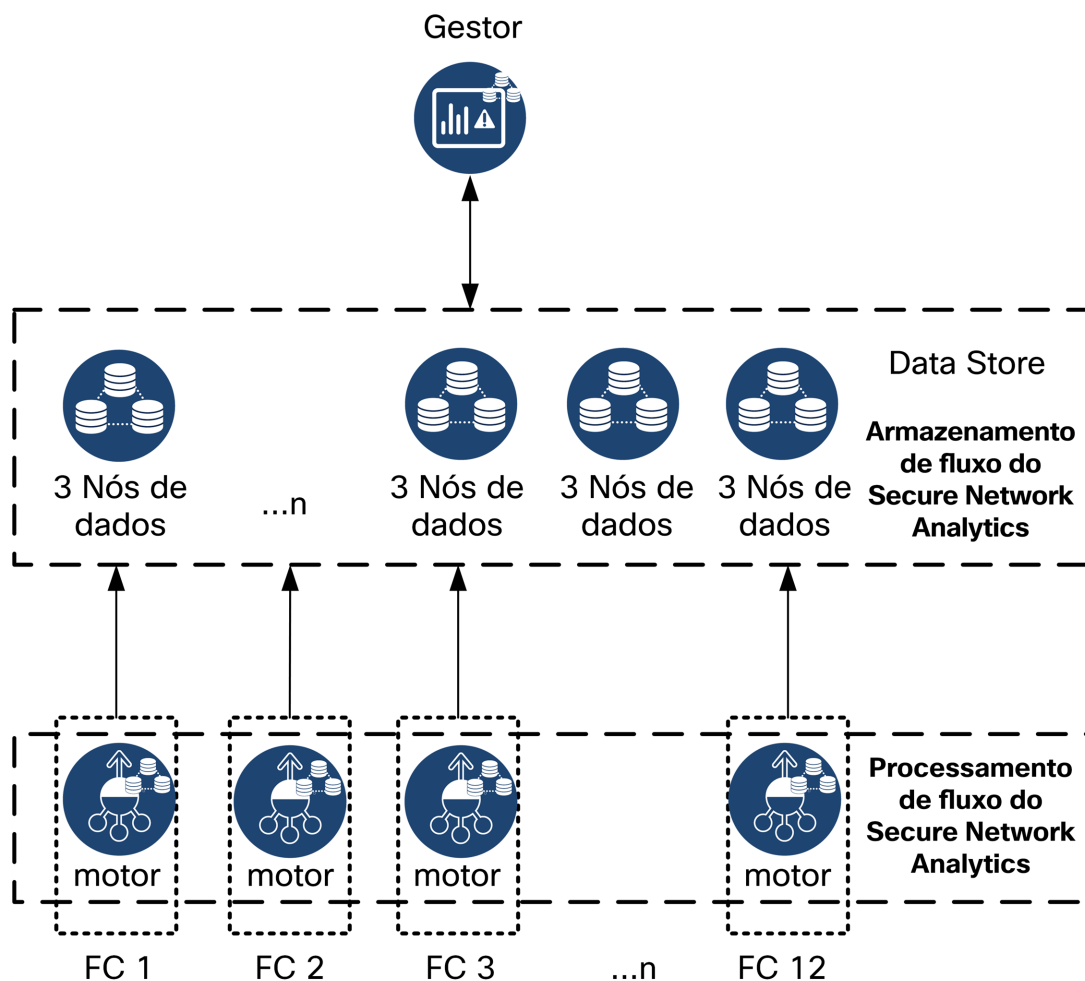 Gestor
Data Store
Armazenamento
de fluxo do
Secure Network
Analytics
3 Nós de
dados
...n
3 Nós de
dados
3 Nós de
dados
3 Nós de
dados
Processamento
de fluxo do
Secure Network
Analytics
motor
motor
motor
motor
FC 1
FC 2
FC 3
...n
FC 12